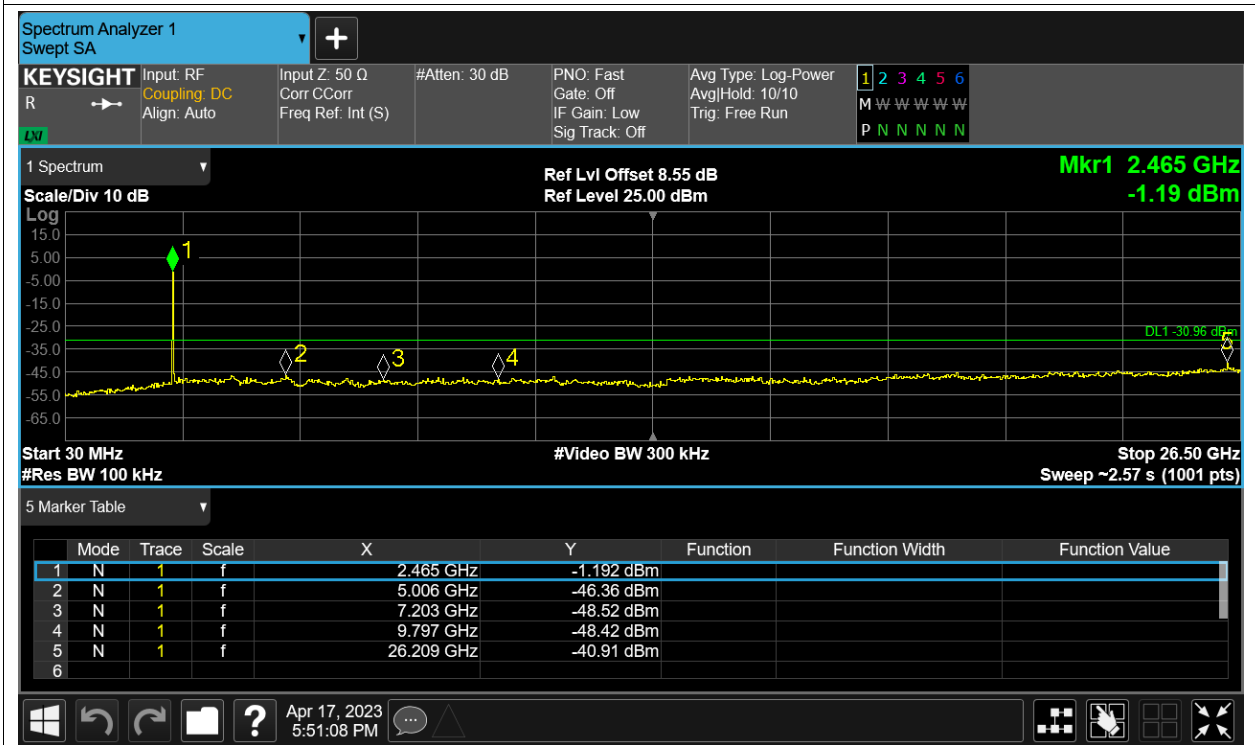 Spectrum Analyzer 1
Swept SA
KEYSIGHT Input: RF Input Z: 50 Ω #Atten: 30 dB PNO: Fast Avg Type: Log-Power 1 2 3 4 5 6
R Coupling: DC Corr CCorr Gate: Off Avg|Hold: 10/10 M W W W W W
Align: Auto Freq Ref: Int (S) IF Gain: Low Trig: Free Run
LXI Sig Track: Off P N N N N N
1 Spectrum Ref Lvl Offset 8.55 dB Mkr1 2.465 GHz
Scale/Div 10 dB Ref Level 25.00 dBm -1.19 dBm
Log
15.0
1
5.00
-5.00
-15.0
-25.0
DL1 -30.96 dBm
-35.0
2 3 4 5
-45.0
-55.0
-65.0
Start 30 MHz #Video BW 300 kHz Stop 26.50 GHz
#Res BW 100 kHz Sweep ~2.57 s (1001 pts)
5 Marker Table
Mode Trace Scale X Y Function Function Width Function Value
1 N 1 f 2.465 GHz -1.192 dBm
2 N 1 f 5.006 GHz -46.36 dBm
3 N 1 f 7.203 GHz -48.52 dBm
4 N 1 f 9.797 GHz -48.42 dBm
5 N 1 f 26.209 GHz -40.91 dBm
6
? Apr 17, 2023
5:51:08 PM